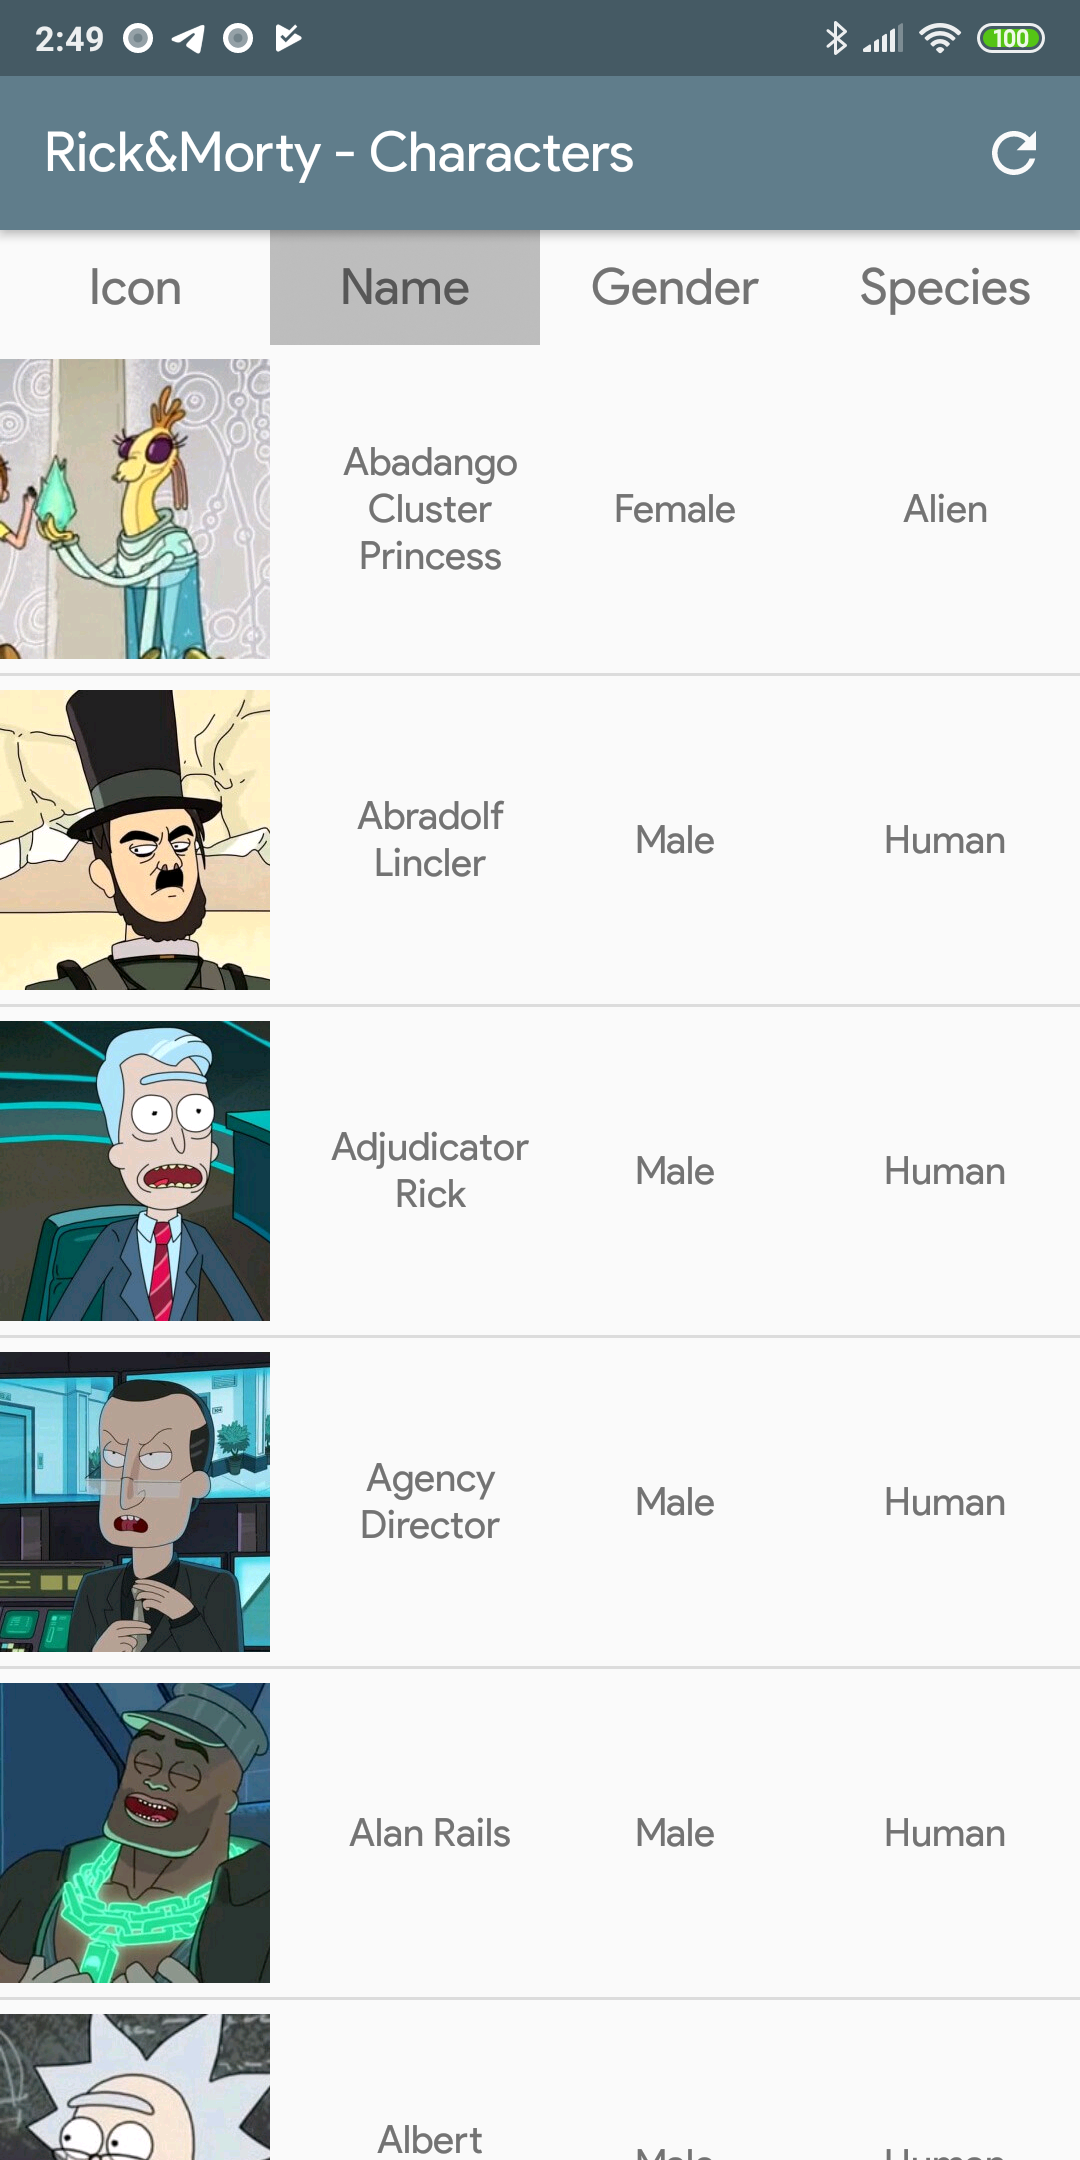 2:49 100
Rick&Morty - Characters
Icon Name Gender Species
Abadango
Cluster
Princess
Female
Alien
Abradolf
Lincler
Male
Human
Adjudicator
Rick
Male
Human
Agency
Director
Male
Human
Alan Rails
Male
Human
Albert